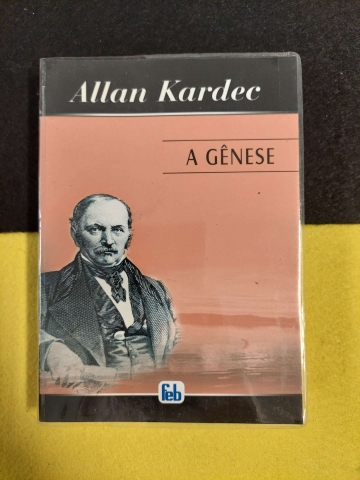 Allan Kardec
A GÊNESE
feb